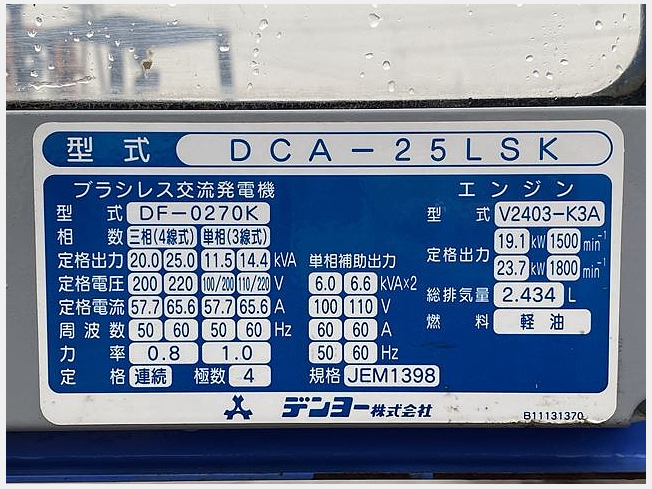 型式 DCA-25LSK
ブラシレス交流発電機
型式 DF-0270K
相数 三相(4線式) 単相(3線式)
定格出力 20.0 25.0 11.5 14.4 kVA
定格電圧 200 220 100/200 110/220 V
定格電流 57.7 65.6 57.7 65.6 A
周波数 50 60 50 60 Hz
力率 0.8 1.0
定格 連続 極数 4
単相補助出力
6.0 6.6 kVA×2
100 110 V
60 60 A
50 60 Hz
規格 JEM1398
エンジン
型式 V2403-K3A
定格出力 19.1 kW 1500 min⁻¹
23.7 kW 1800 min⁻¹
総排気量 2.434 L
燃料 軽油
デンヨー株式会社
B11131370